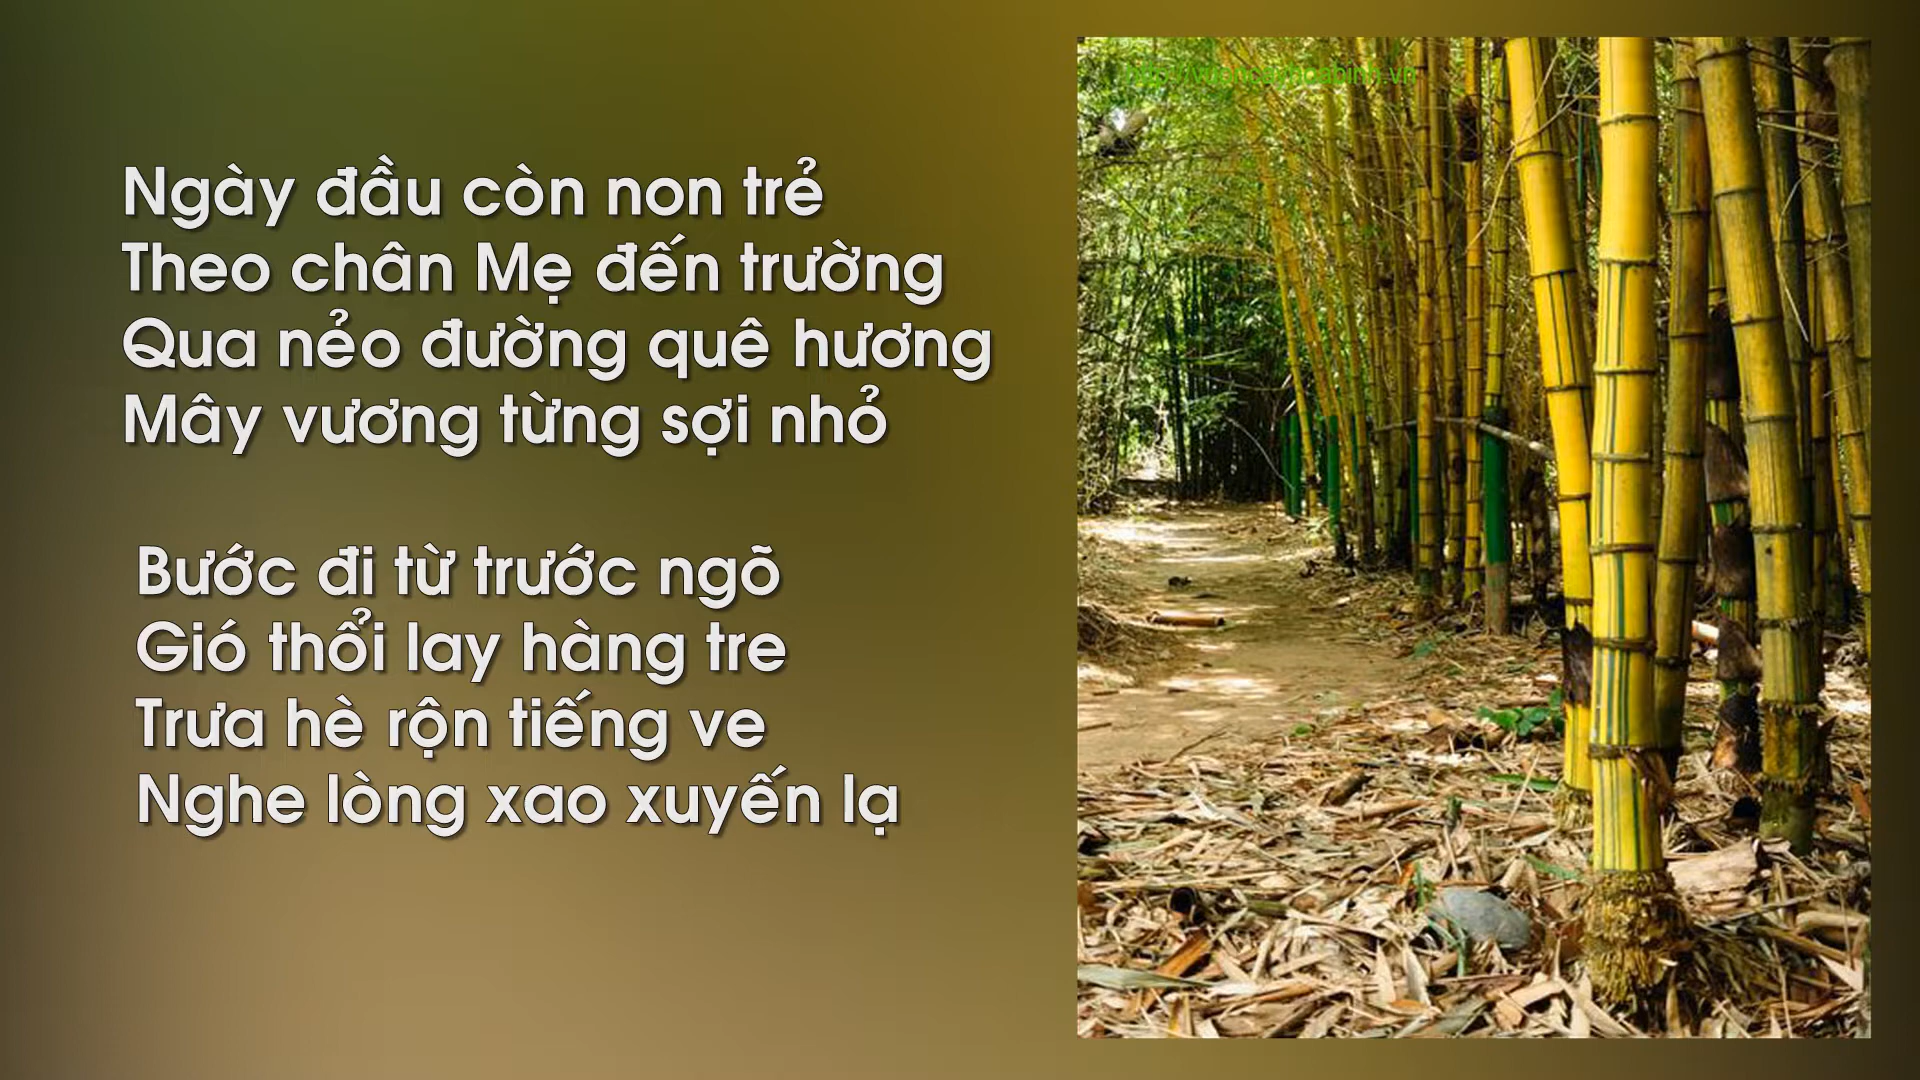 Ngày đầu còn non trẻ
Theo chân Mẹ đến trường
Qua nẻo đường quê hương
Mây vương từng sợi nhỏ
Bước đi từ trước ngõ
Gió thổi lay hàng tre
Trưa hè rộn tiếng ve
Nghe lòng xao xuyến lạ